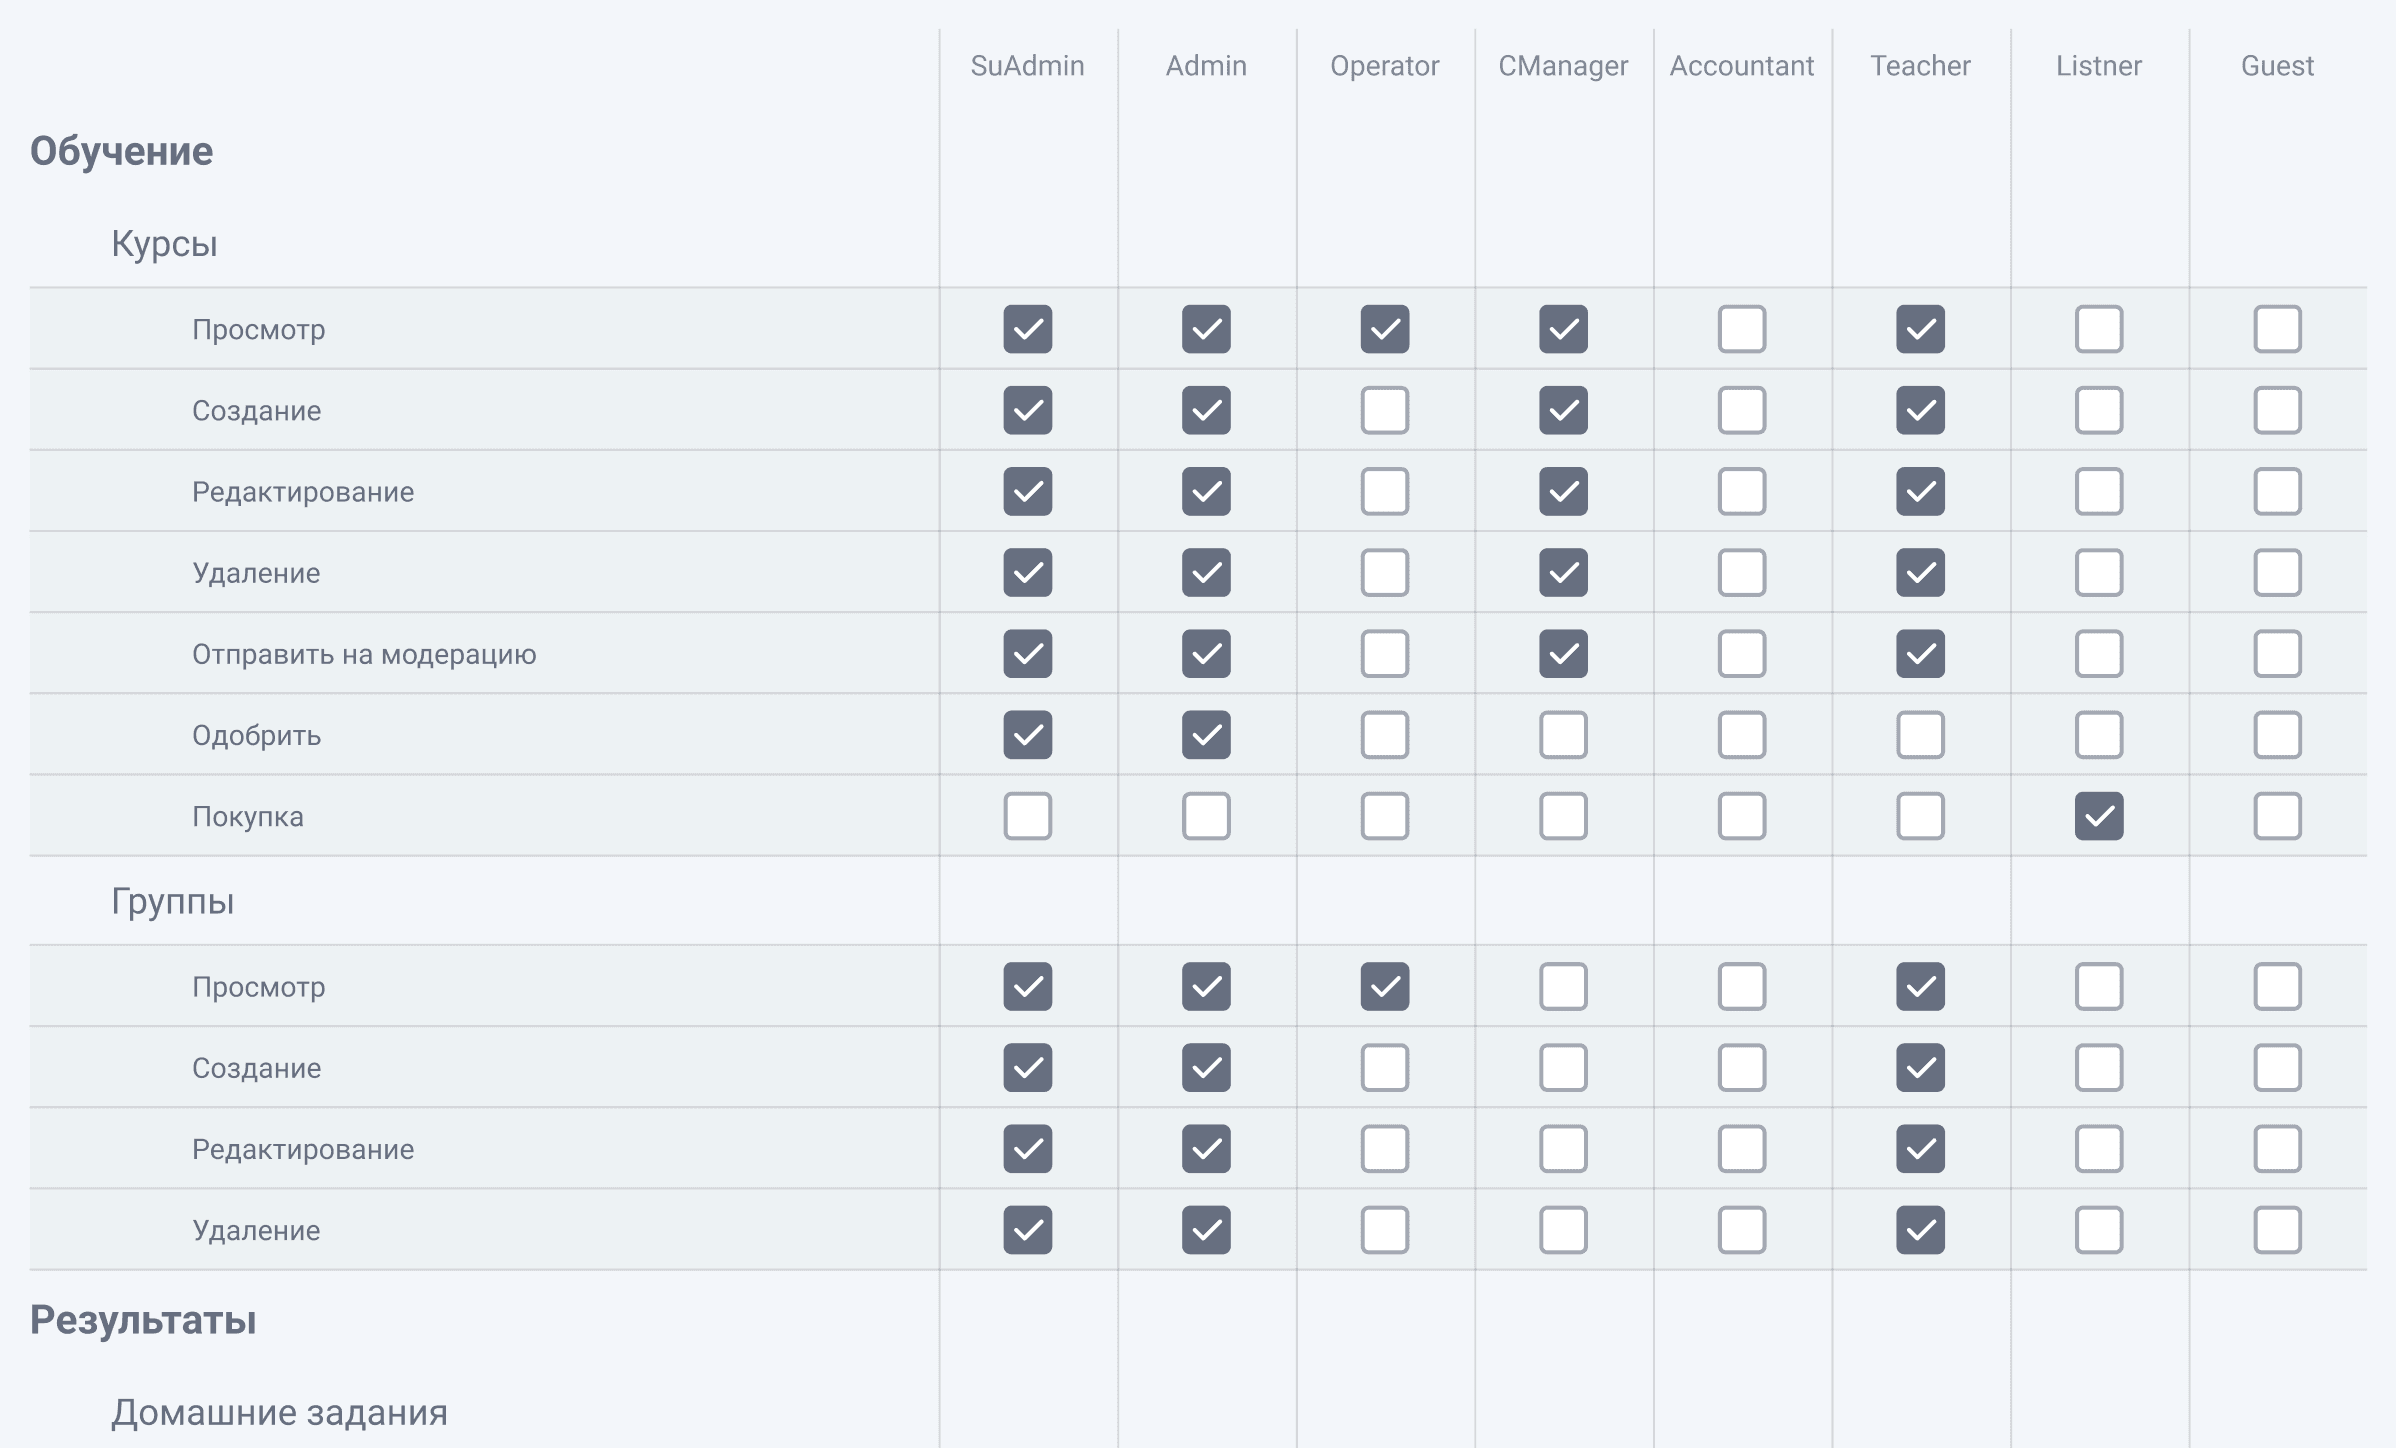 SuAdmin Admin Operator CManager Accountant Teacher Listner Guest
Обучение
Курсы
Просмотр
Создание
Редактирование
Удаление
Отправить на модерацию
Одобрить
Покупка
Группы
Просмотр
Создание
Редактирование
Удаление
Результаты
Домашние задания